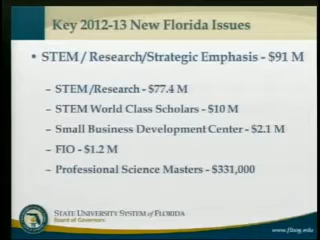 Key 2012-13 New Florida Issues
• STEM / Research/Strategic Emphasis - $91 M
– STEM /Research - $77.4 M
– STEM World Class Scholars - $10 M
– Small Business Development Center - $2.1 M
– FIO - $1.2 M
– Professional Science Masters - $331,000
STATE UNIVERSITY SYSTEM of FLORIDA
Board of Governors
www.flbog.edu